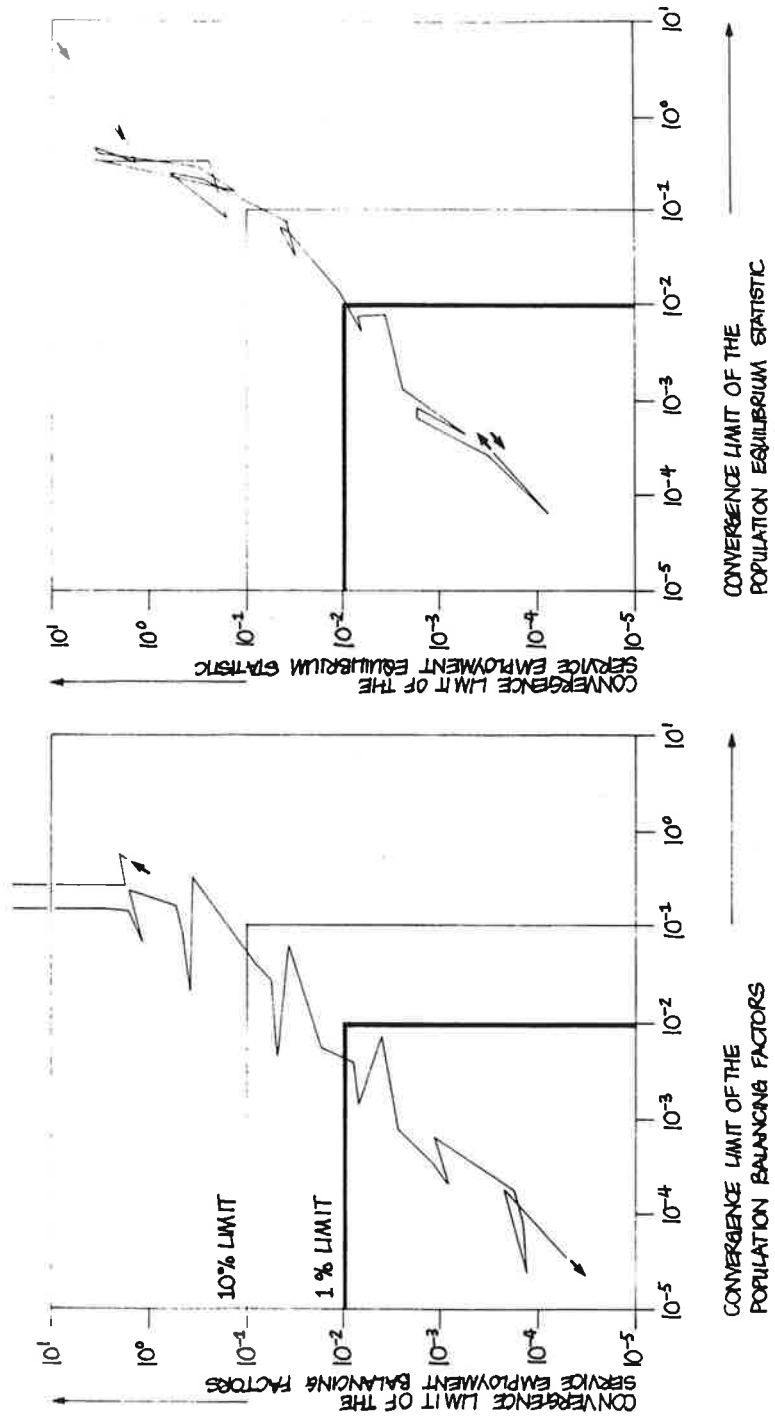 CONVERGENCE LIMIT OF THE
SERVICE EMPLOYMENT BALANCING FACTORS
10¹
10⁰
10⁻¹
10⁻²
10⁻³
10⁻⁴
10⁻⁵
10% LIMIT
1% LIMIT
10⁻⁵ 10⁻⁴ 10⁻³ 10⁻² 10⁻¹ 10⁰ 10¹
CONVERGENCE LIMIT OF THE
POPULATION BALANCING FACTORS
CONVERGENCE LIMIT OF THE
SERVICE EMPLOYMENT EQUILIBRIUM STATISTIC
10¹
10⁰
10⁻¹
10⁻²
10⁻³
10⁻⁴
10⁻⁵
10⁻⁵ 10⁻⁴ 10⁻³ 10⁻² 10⁻¹ 10⁰ 10¹
CONVERGENCE LIMIT OF THE
POPULATION EQUILIBRIUM STATISTIC